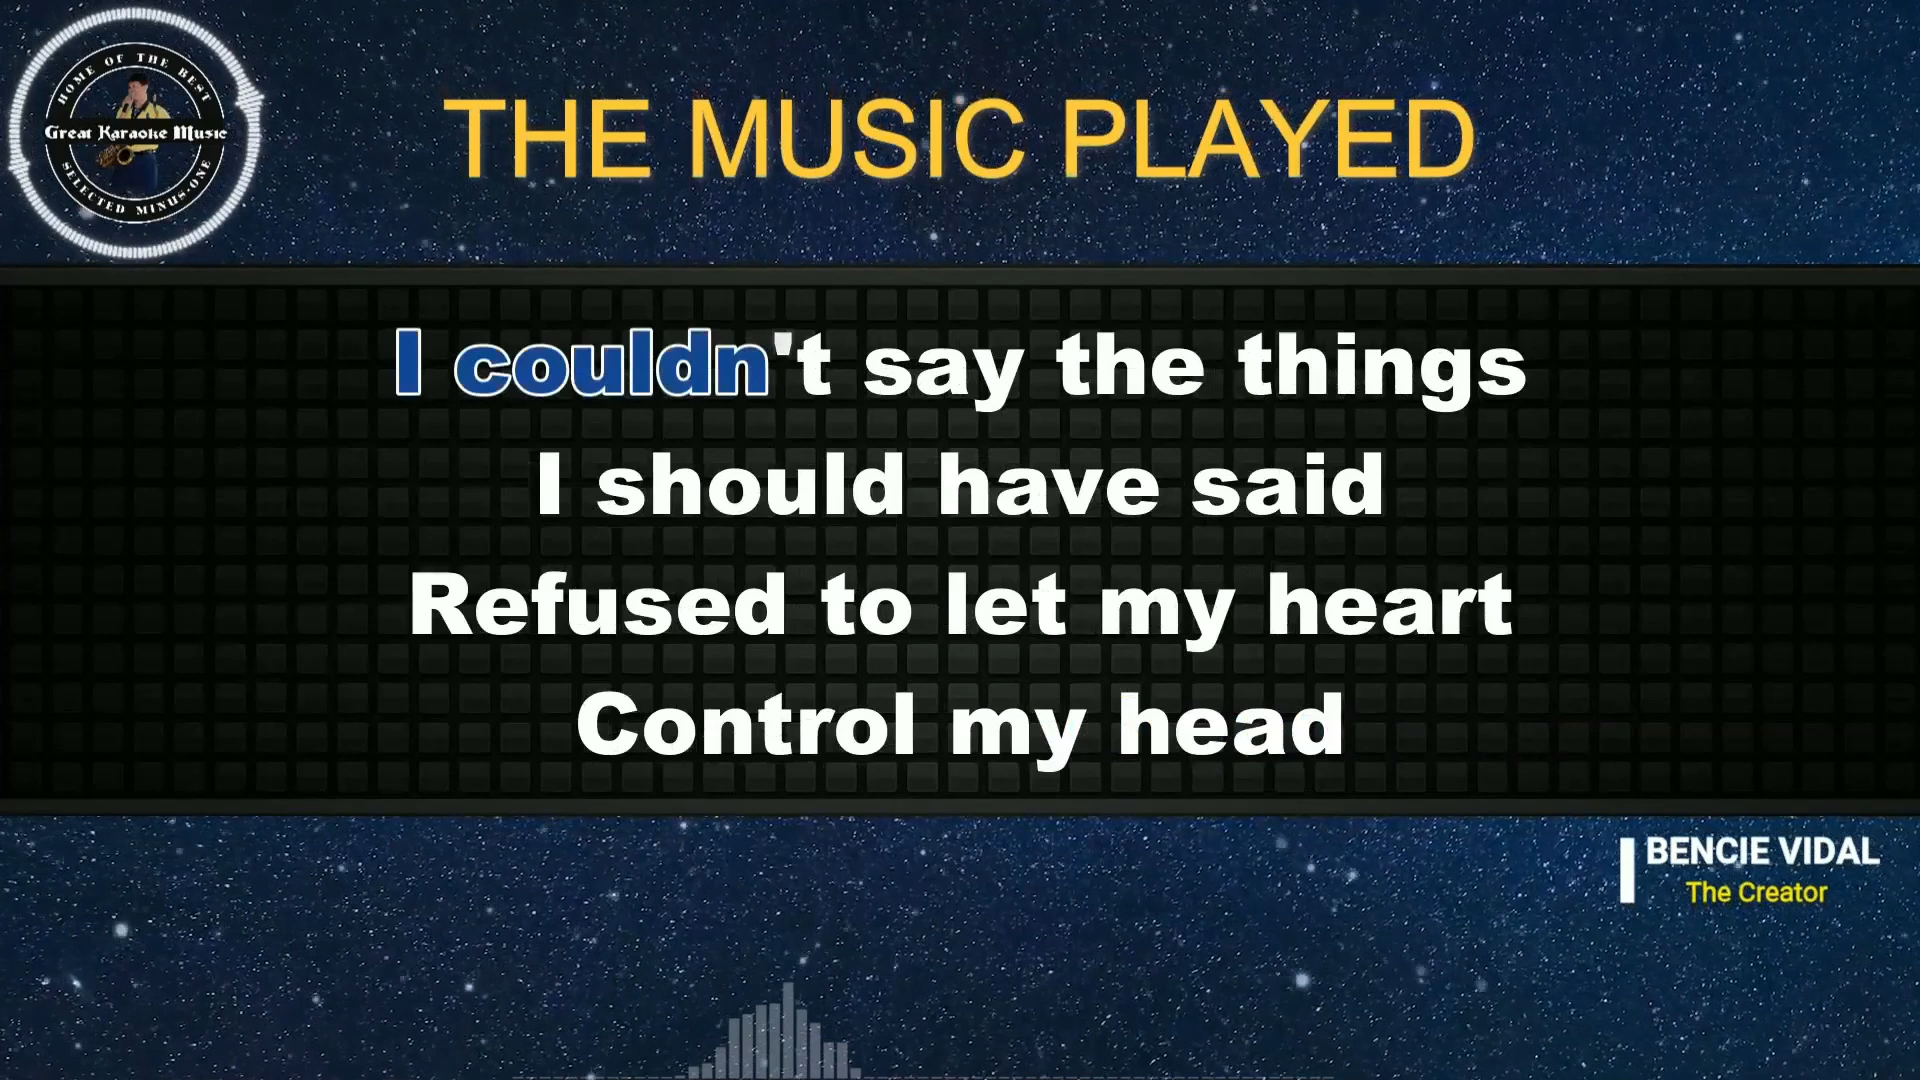 HOME OF THE BEST
Great Karaoke Music
SELECTED MINUS-ONE
THE MUSIC PLAYED
I couldn't say the things
I should have said
Refused to let my heart
Control my head
BENCIE VIDAL
The Creator